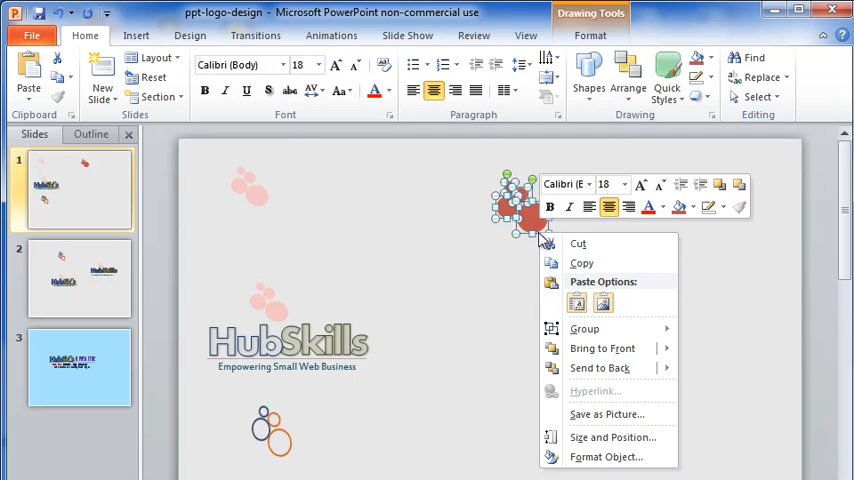 ppt-logo-design - Microsoft PowerPoint non-commercial use
Drawing Tools
File Home Insert Design Transitions Animations Slide Show Review View Format
Paste
Clipboard
New
Slide
Layout
Reset
Section
Slides
Calibri (Body) 18
B I U S abc AV Aa A
Font
Paragraph
Shapes Arrange Quick
Styles
Drawing
Find
Replace
Select
Editing
Slides Outline
1
2
3
Calibri (E 18
B I A
Cut
Copy
Paste Options:
Group
Bring to Front
Send to Back
Hyperlink...
Save as Picture...
Size and Position...
Format Object...
HubSkills
Empowering Small Web Business